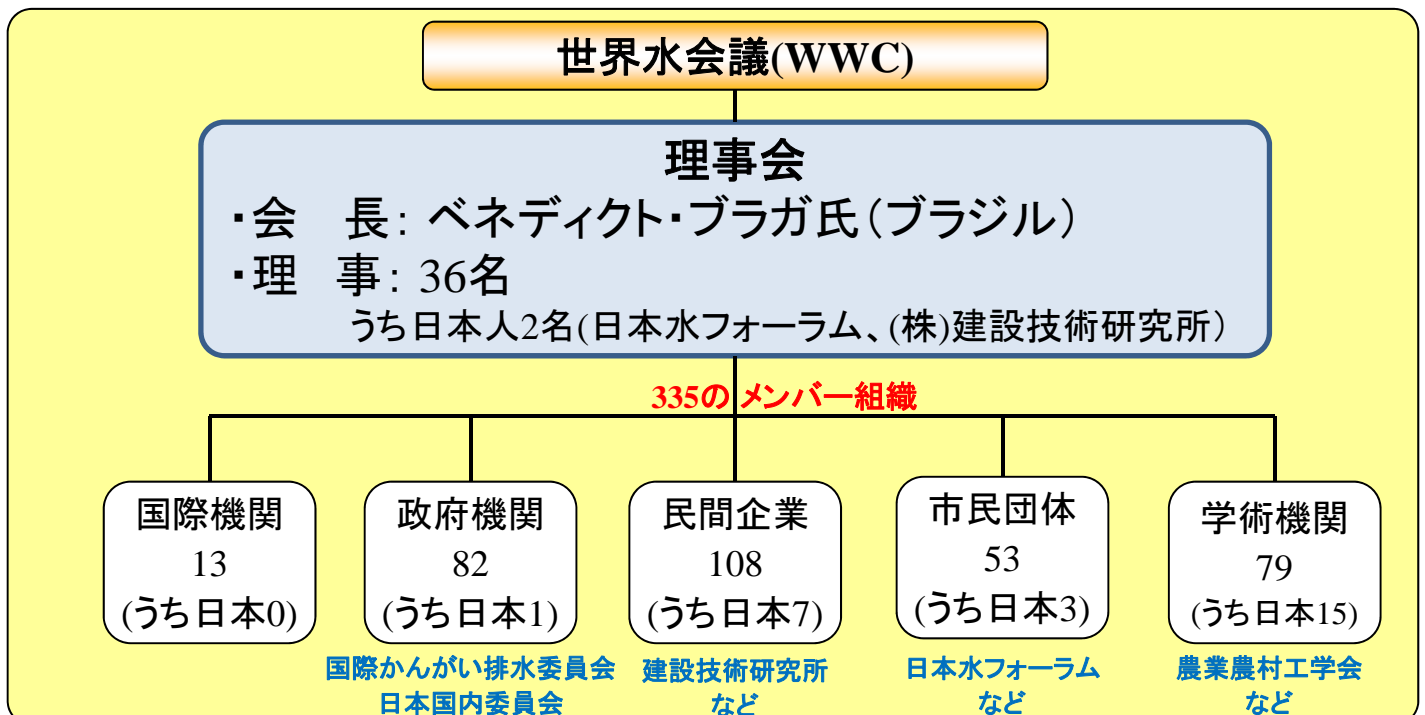 世界水会議(WWC)
理事会
・会　長： ベネディクト・ブラガ氏（ブラジル）
・理　事： 36名
うち日本人2名(日本水フォーラム、(株)建設技術研究所）
335の メンバー組織
国際機関
13
(うち日本0)
政府機関
82
(うち日本1)
国際かんがい排水委員会
日本国内委員会
民間企業
108
(うち日本7)
建設技術研究所
など
市民団体
53
(うち日本3)
日本水フォーラム
など
学術機関
79
(うち日本15)
農業農村工学会
など